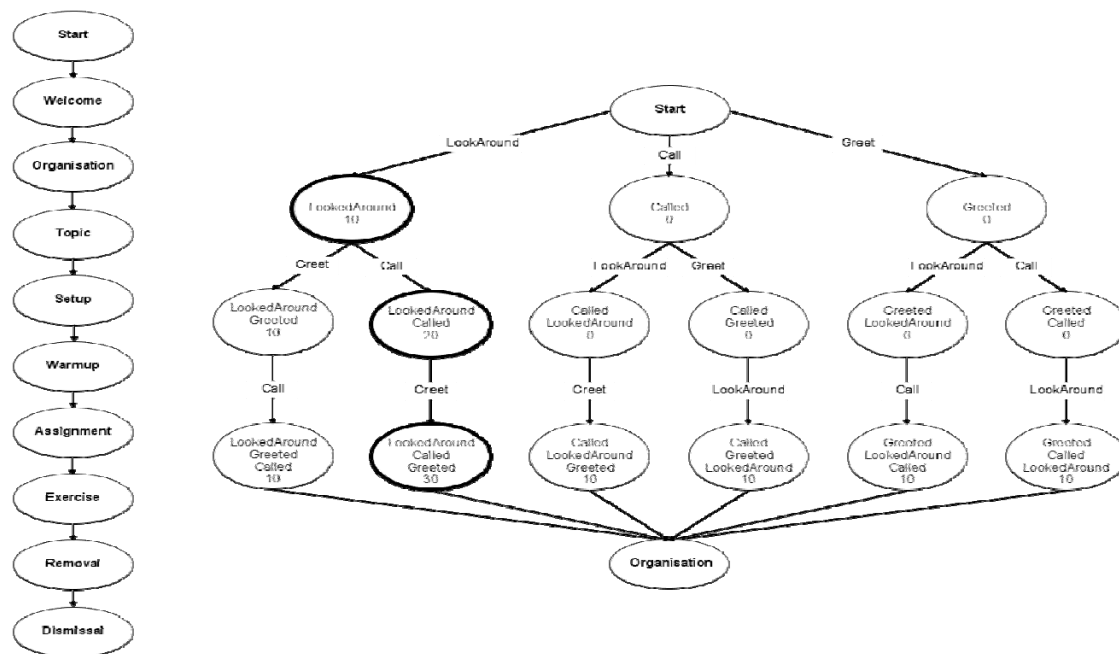 Start
Welcome
Organisation
Topic
Setup
Warmup
Assignment
Exercise
Removal
Dismissal
Start
LookAround
Call
Greet
LookedAround
10
Called
0
Greeted
0
Greet
Call
LookAround
Greet
LookAround
Call
LookedAround
Greeted
10
LookedAround
Called
20
Called
LookedAround
0
Called
Greeted
0
Greeted
LookedAround
0
Greeted
Called
0
Call
Greet
Greet
LookAround
Call
LookAround
LookedAround
Greeted
Called
10
LookedAround
Called
Greeted
30
Called
LookedAround
Greeted
10
Called
Greeted
LookedAround
10
Greeted
LookedAround
Called
10
Greeted
Called
LookedAround
10
Organisation